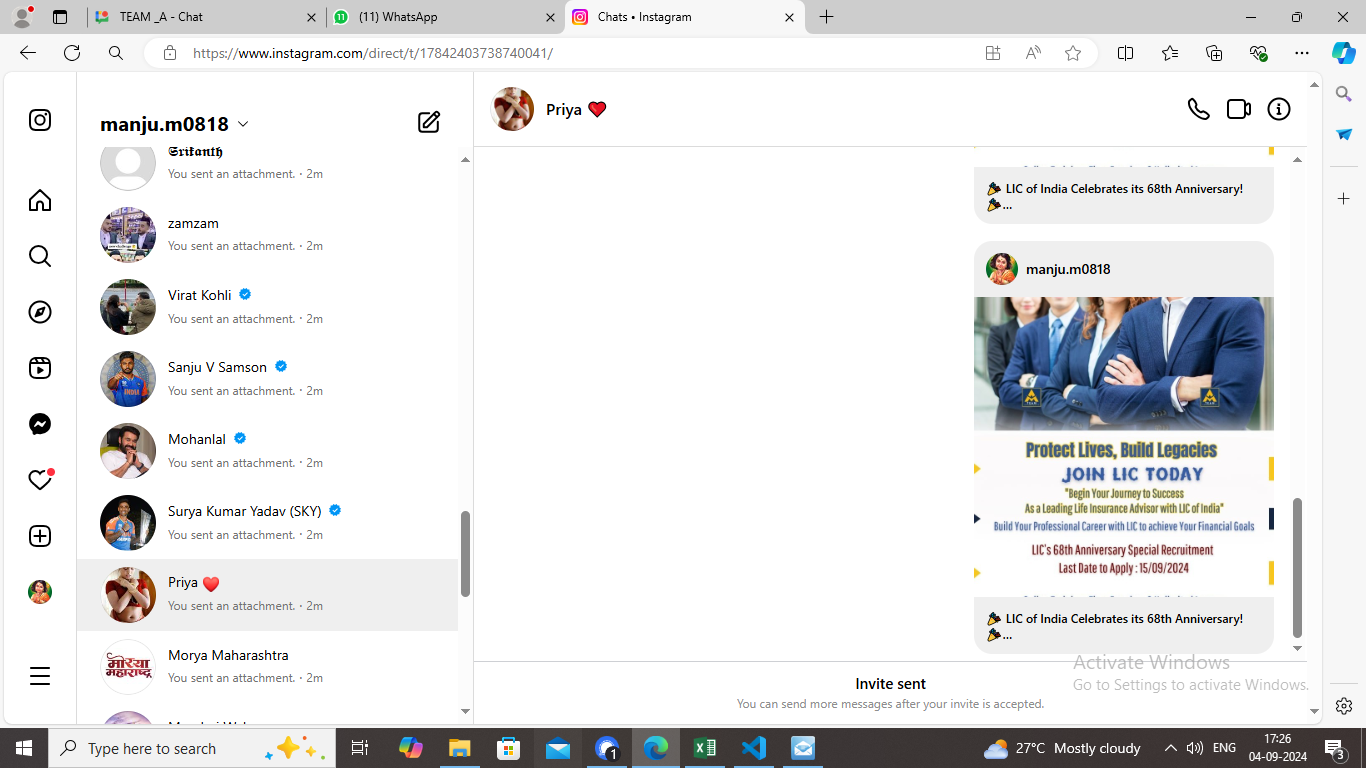 TEAM _A - Chat
(11) WhatsApp
Chats • Instagram
https://www.instagram.com/direct/t/17842403738740041/
manju.m0818
𝕾𝖗𝖎𝖐𝖆𝖓𝖙𝖍
You sent an attachment. · 2m
zamzam
You sent an attachment. · 2m
Virat Kohli
You sent an attachment. · 2m
Sanju V Samson
You sent an attachment. · 2m
Mohanlal
You sent an attachment. · 2m
Surya Kumar Yadav (SKY)
You sent an attachment. · 2m
Priya ❤️
You sent an attachment. · 2m
Morya Maharashtra
You sent an attachment. · 2m
मोरया
महाराष्ट्र
Priya ❤️
🎉 LIC of India Celebrates its 68th Anniversary!
🎉...
manju.m0818
Protect Lives, Build Legacies
JOIN LIC TODAY
"Begin Your Journey to Success
As a Leading Life Insurance Advisor with LIC of India"
Build Your Professional Career with LIC to achieve Your Financial Goals
LIC's 68th Anniversary Special Recruitment
Last Date to Apply : 15/09/2024
🎉 LIC of India Celebrates its 68th Anniversary!
🎉...
Invite sent
You can send more messages after your invite is accepted.
Activate Windows
Go to Settings to activate Windows.
Type here to search
27°C Mostly cloudy
ENG
17:26
04-09-2024
3